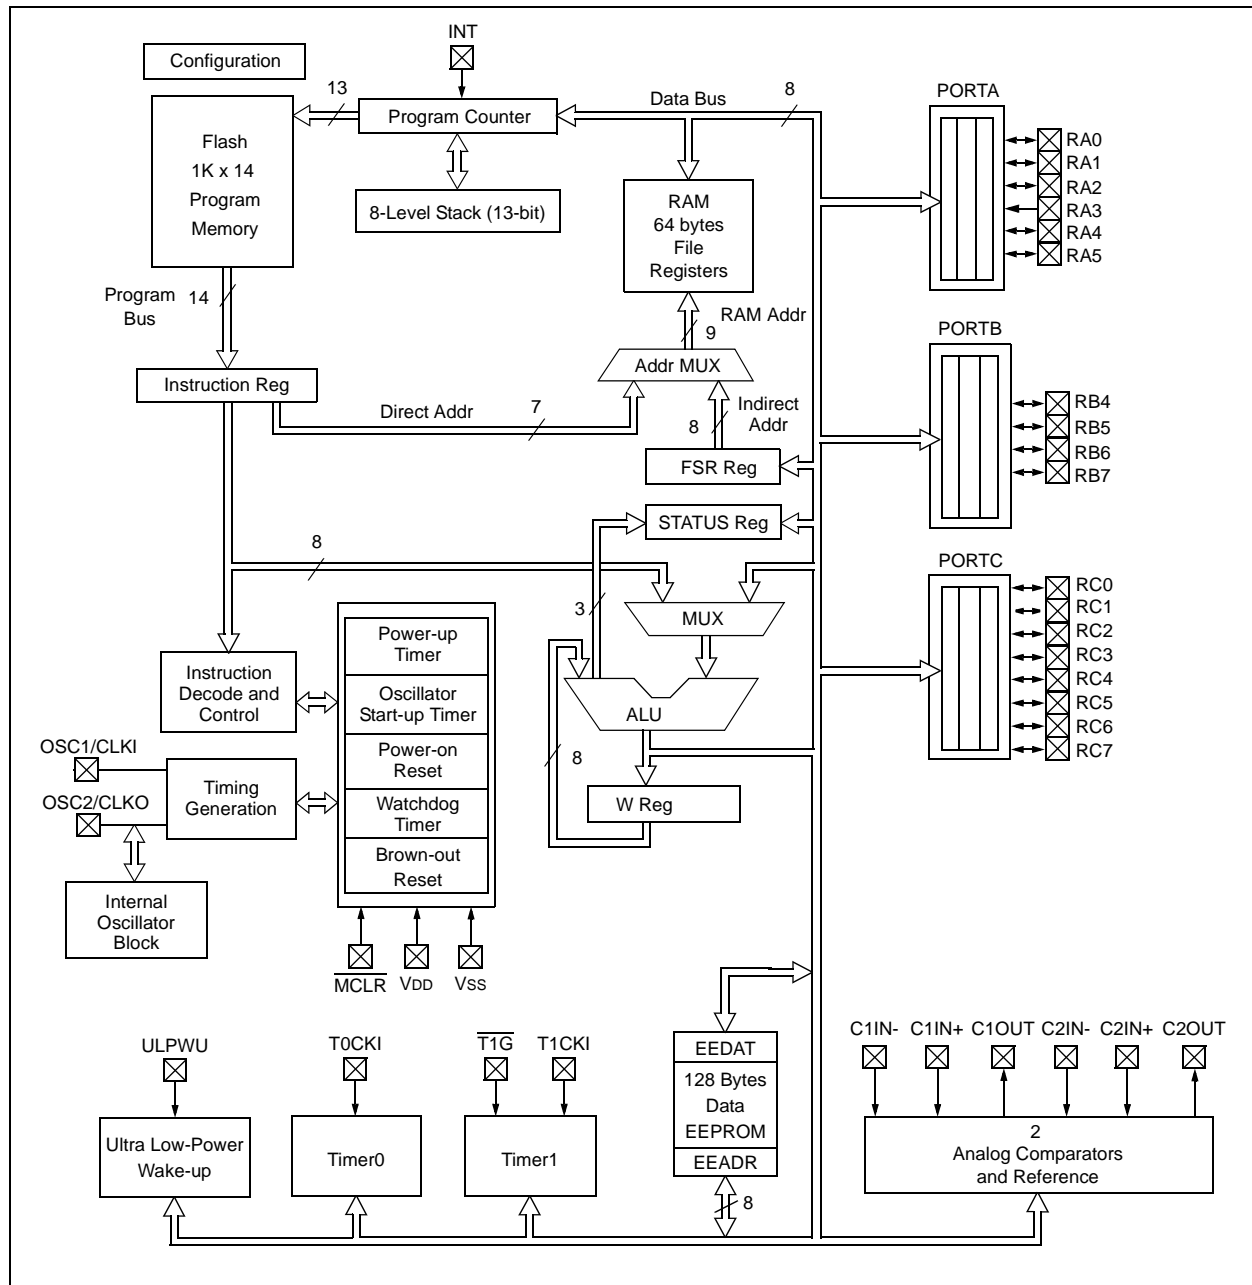 INT
Configuration
13
Program Counter
Data Bus
8
PORTA
Flash
1K x 14
Program
Memory
8-Level Stack (13-bit)
RAM
64 bytes
File
Registers
RA0
RA1
RA2
RA3
RA4
RA5
Program
Bus
14
RAM Addr
9
Addr MUX
PORTB
Instruction Reg
Direct Addr
7
Indirect
Addr
8
FSR Reg
RB4
RB5
RB6
RB7
STATUS Reg
8
3
MUX
PORTC
RC0
RC1
RC2
RC3
RC4
RC5
RC6
RC7
Power-up
Timer
Oscillator
Start-up Timer
Power-on
Reset
Watchdog
Timer
Brown-out
Reset
Instruction
Decode and
Control
ALU
8
W Reg
OSC1/CLKI
OSC2/CLKO
Timing
Generation
Internal
Oscillator
Block
MCLR
VDD
VSS
ULPWU
T0CKI
T1G
T1CKI
EEDAT
128 Bytes
Data
EEPROM
EEADR
8
C1IN-
C1IN+
C1OUT
C2IN-
C2IN+
C2OUT
Ultra Low-Power
Wake-up
Timer0
Timer1
2
Analog Comparators
and Reference